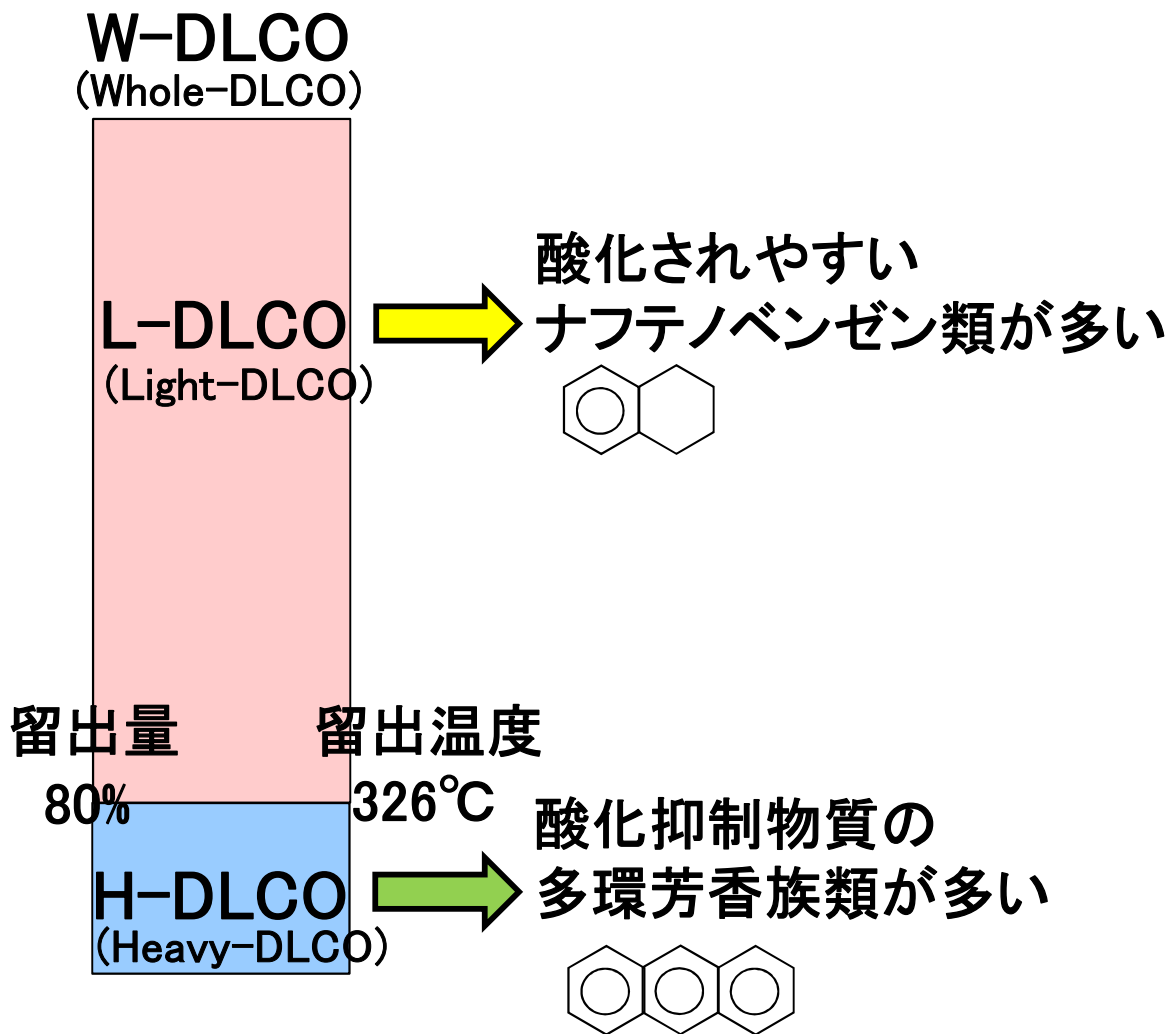 W-DLCO
(Whole-DLCO)
酸化されやすい
L-DLCO
ナフテノベンゼン類が多い
(Light-DLCO)
留出量
留出温度
80%
326℃
酸化抑制物質の
H-DLCO
多環芳香族類が多い
(Heavy-DLCO)